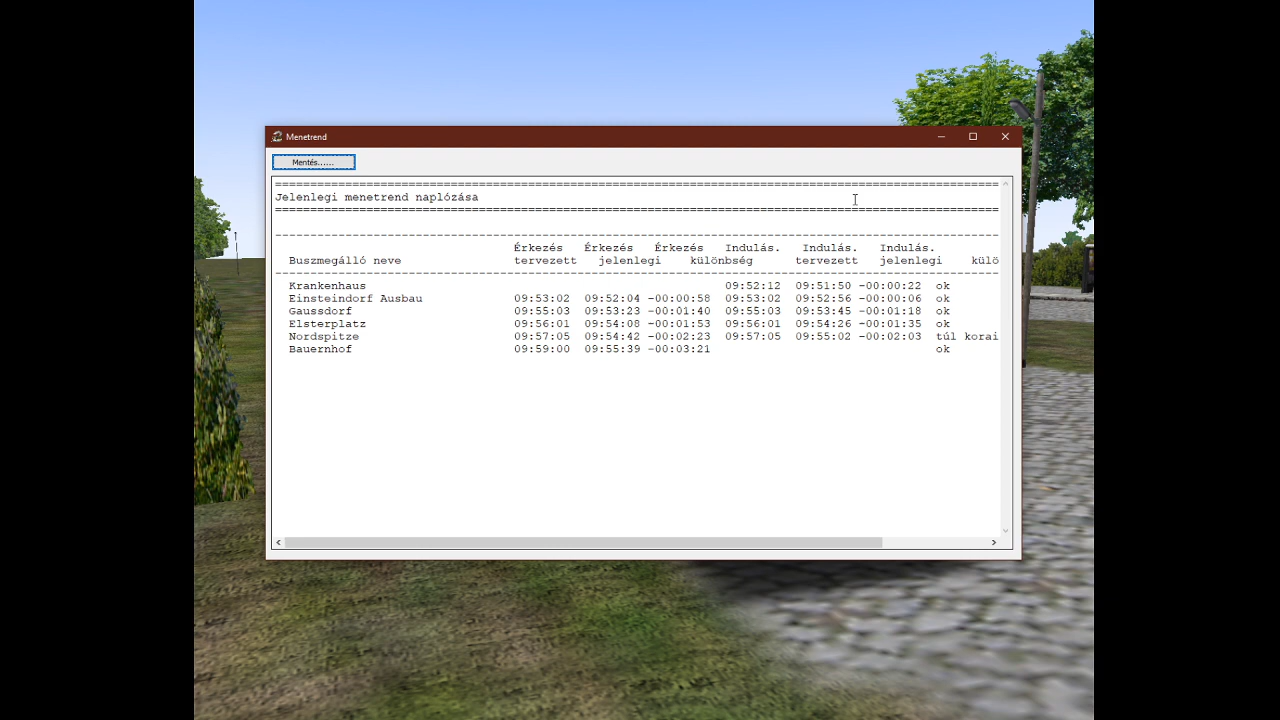 Menetrend
Mentés......
================================================================================
Jelenlegi menetrend naplózása
================================================================================
--------------------------------------------------------------------------------
Érkezés Érkezés Érkezés Indulás. Indulás. Indulás.
Buszmegálló neve tervezett jelenlegi különbség tervezett jelenlegi külö
--------------------------------------------------------------------------------
Krankenhaus 09:52:12 09:51:50 -00:00:22 ok
Einsteindorf Ausbau 09:53:02 09:52:04 -00:00:58 09:53:02 09:52:56 -00:00:06 ok
Gaussdorf 09:55:03 09:53:23 -00:01:40 09:55:03 09:53:45 -00:01:18 ok
Elsterplatz 09:56:01 09:54:08 -00:01:53 09:56:01 09:54:26 -00:01:35 ok
Nordspitze 09:57:05 09:54:42 -00:02:23 09:57:05 09:55:02 -00:02:03 túl korai
Bauernhof 09:59:00 09:55:39 -00:03:21 ok